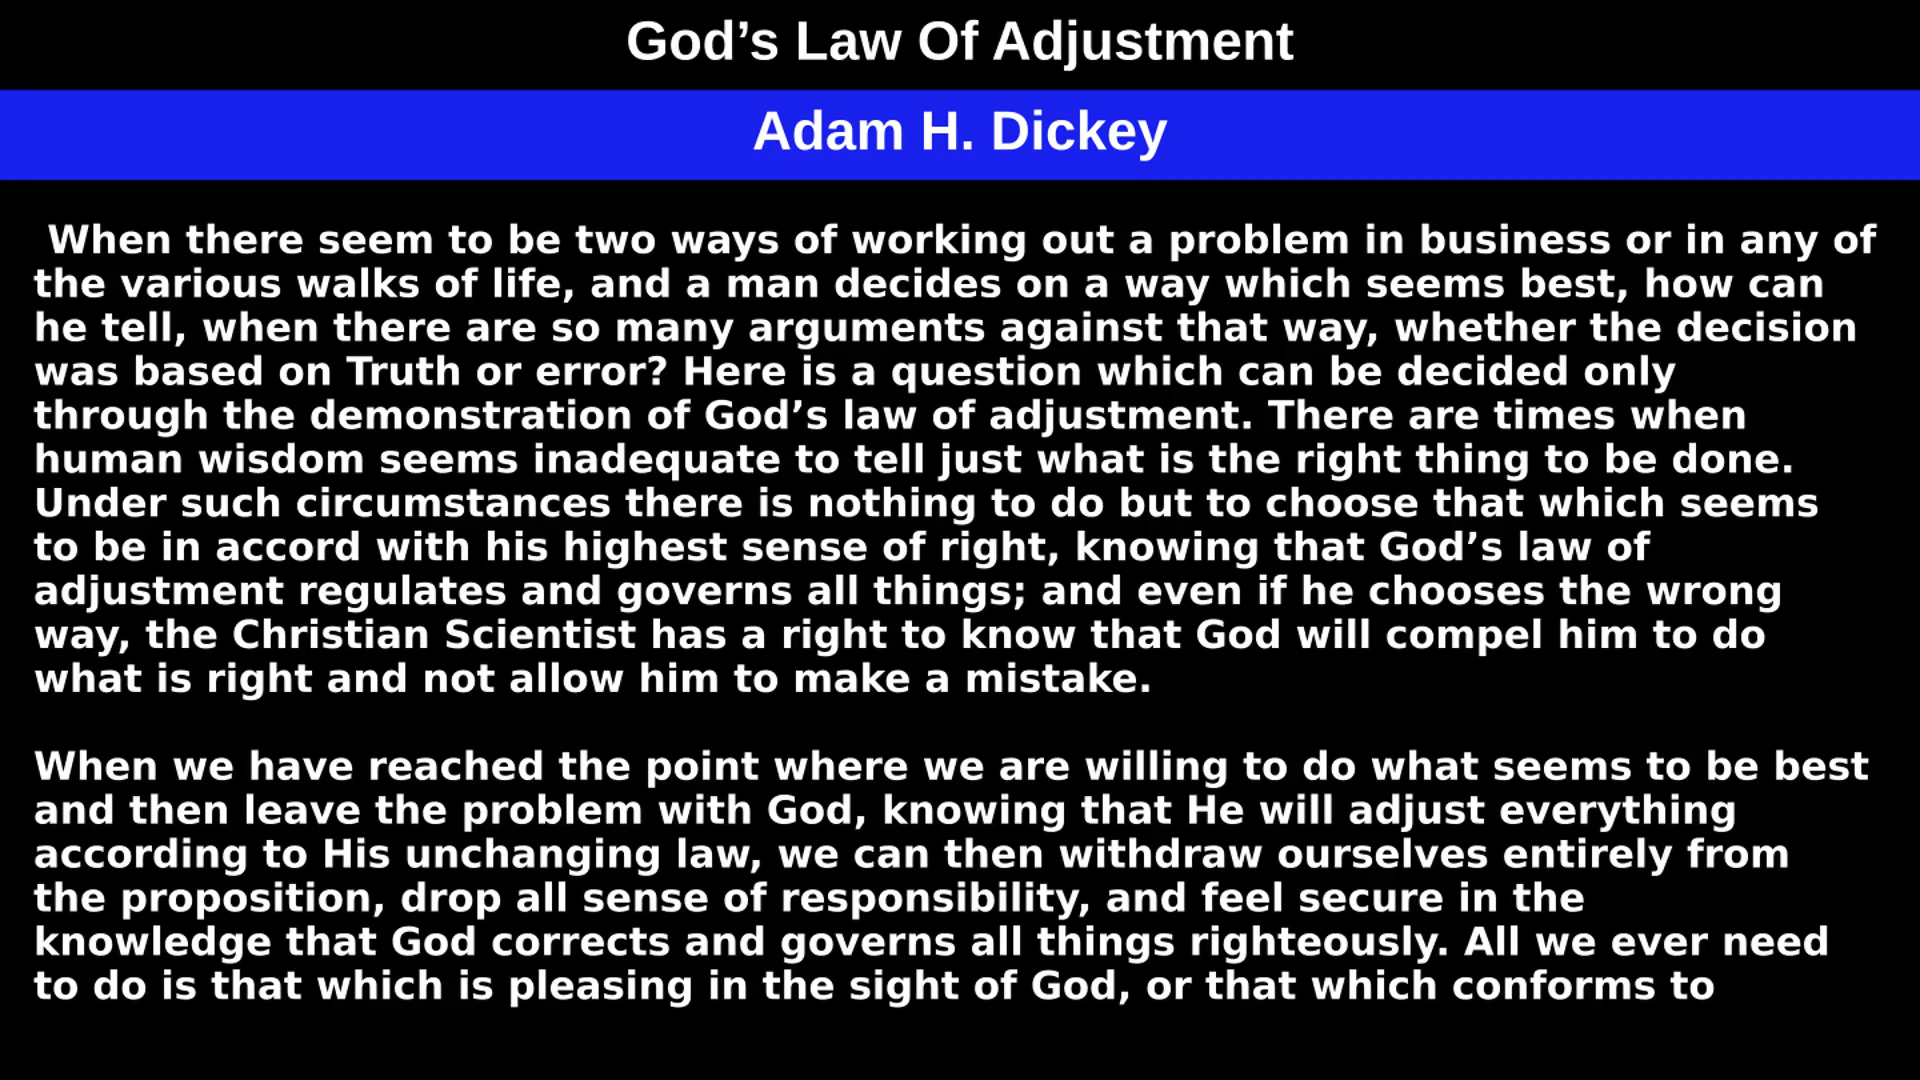 God’s Law Of Adjustment
Adam H. Dickey
When there seem to be two ways of working out a problem in business or in any of
the various walks of life, and a man decides on a way which seems best, how can
he tell, when there are so many arguments against that way, whether the decision
was based on Truth or error? Here is a question which can be decided only
through the demonstration of God’s law of adjustment. There are times when
human wisdom seems inadequate to tell just what is the right thing to be done.
Under such circumstances there is nothing to do but to choose that which seems
to be in accord with his highest sense of right, knowing that God’s law of
adjustment regulates and governs all things; and even if he chooses the wrong
way, the Christian Scientist has a right to know that God will compel him to do
what is right and not allow him to make a mistake.
When we have reached the point where we are willing to do what seems to be best
and then leave the problem with God, knowing that He will adjust everything
according to His unchanging law, we can then withdraw ourselves entirely from
the proposition, drop all sense of responsibility, and feel secure in the
knowledge that God corrects and governs all things righteously. All we ever need
to do is that which is pleasing in the sight of God, or that which conforms to